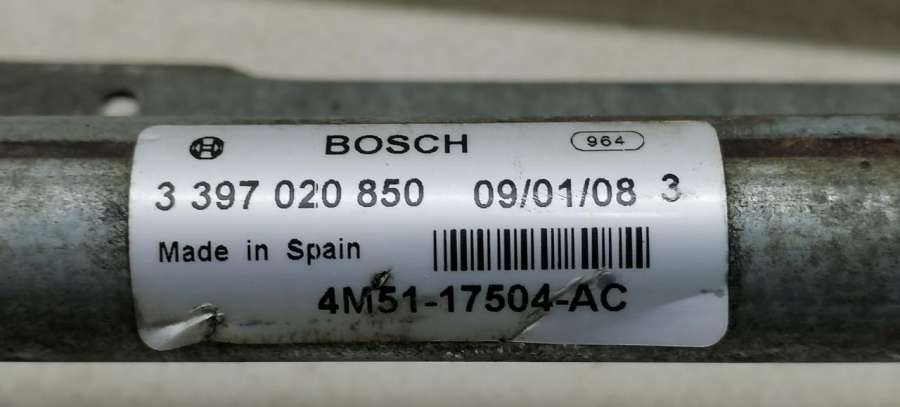 BOSCH 964
3 397 020 850 09/01/08 3
Made in Spain
4M51-17504-AC